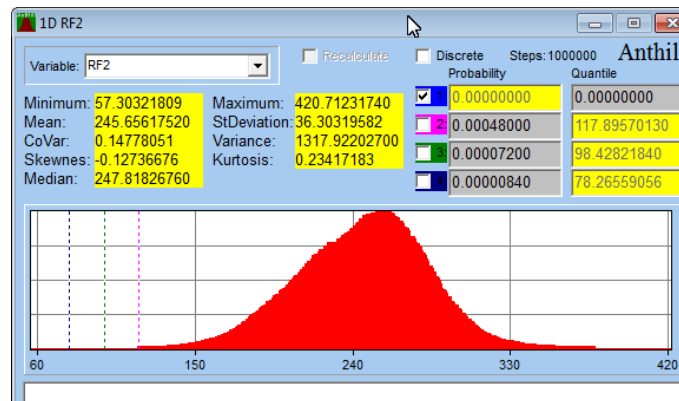 1D RF2
Variable: RF2
Recalculate
Discrete Steps:1000000 Anthil
Probability Quantile
Minimum: 57.30321809 Maximum: 420.71231740
Mean: 245.65617520 StDeviation: 36.30319582
CoVar: 0.14778051 Variance: 1317.92202700
Skewnes: -0.12736676 Kurtosis: 0.23417183
Median: 247.81826760
1 0.00000000 0.00000000
2 0.00048000 117.89570130
3 0.00007200 98.42821840
4 0.00000840 78.26559056
60 150 240 330 420